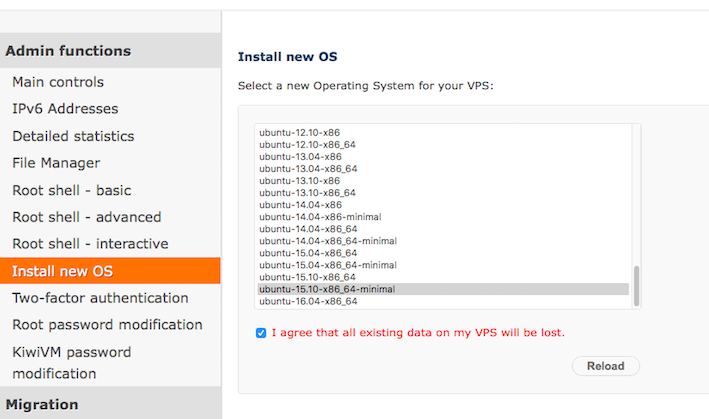 Admin functions
Main controls
IPv6 Addresses
Detailed statistics
File Manager
Root shell - basic
Root shell - advanced
Root shell - interactive
Install new OS
Two-factor authentication
Root password modification
KiwiVM password
modification
Migration
Install new OS
Select a new Operating System for your VPS:
ubuntu-12.10-x86
ubuntu-12.10-x86_64
ubuntu-13.04-x86
ubuntu-13.04-x86_64
ubuntu-13.10-x86
ubuntu-13.10-x86_64
ubuntu-14.04-x86
ubuntu-14.04-x86-minimal
ubuntu-14.04-x86_64
ubuntu-14.04-x86_64-minimal
ubuntu-15.04-x86_64
ubuntu-15.04-x86_64-minimal
ubuntu-15.10-x86_64
ubuntu-15.10-x86_64-minimal
ubuntu-16.04-x86_64
I agree that all existing data on my VPS will be lost.
Reload